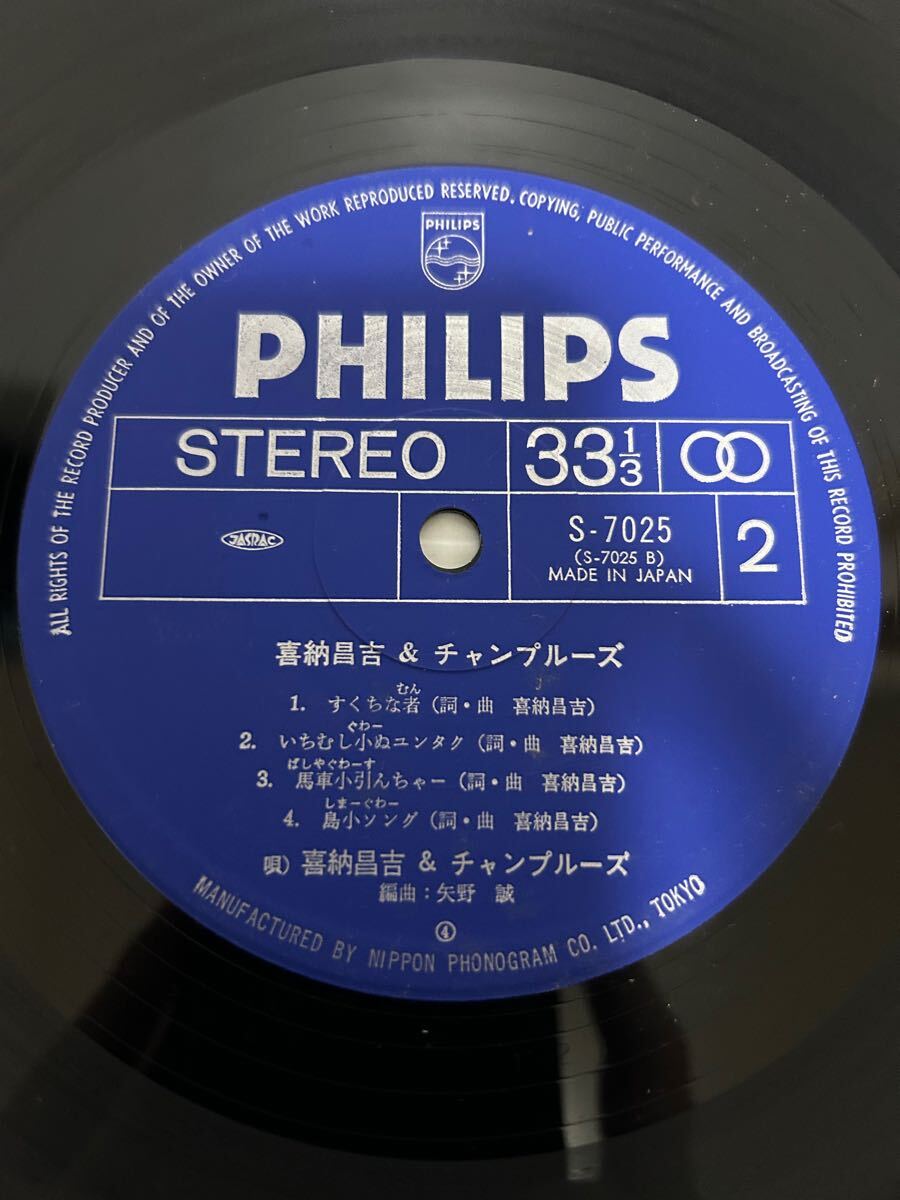 ALL RIGHTS OF THE RECORD PRODUCER AND OF THE OWNER OF THE WORK REPRODUCED RESERVED. COPYING, PUBLIC PERFORMANCE AND BROADCASTING OF THIS RECORD PROHIBITED
PHILIPS
PHILIPS
STEREO 33 1/3
JASRAC S-7025 2
(S-7025 B)
MADE IN JAPAN
喜納昌吉 & チャンプルーズ
むん
1. すくちな者 (詞・曲 喜納昌吉)
ぐわー
2. いちむし小ぬユンタク (詞・曲 喜納昌吉)
ばしやぐわーす
3. 馬車小引んちゃー (詞・曲 喜納昌吉)
しまーぐわー
4. 島小ソング (詞・曲 喜納昌吉)
唄) 喜納昌吉 & チャンプルーズ
編曲:矢野 誠
④
MANUFACTURED BY NIPPON PHONOGRAM CO. LTD., TOKYO